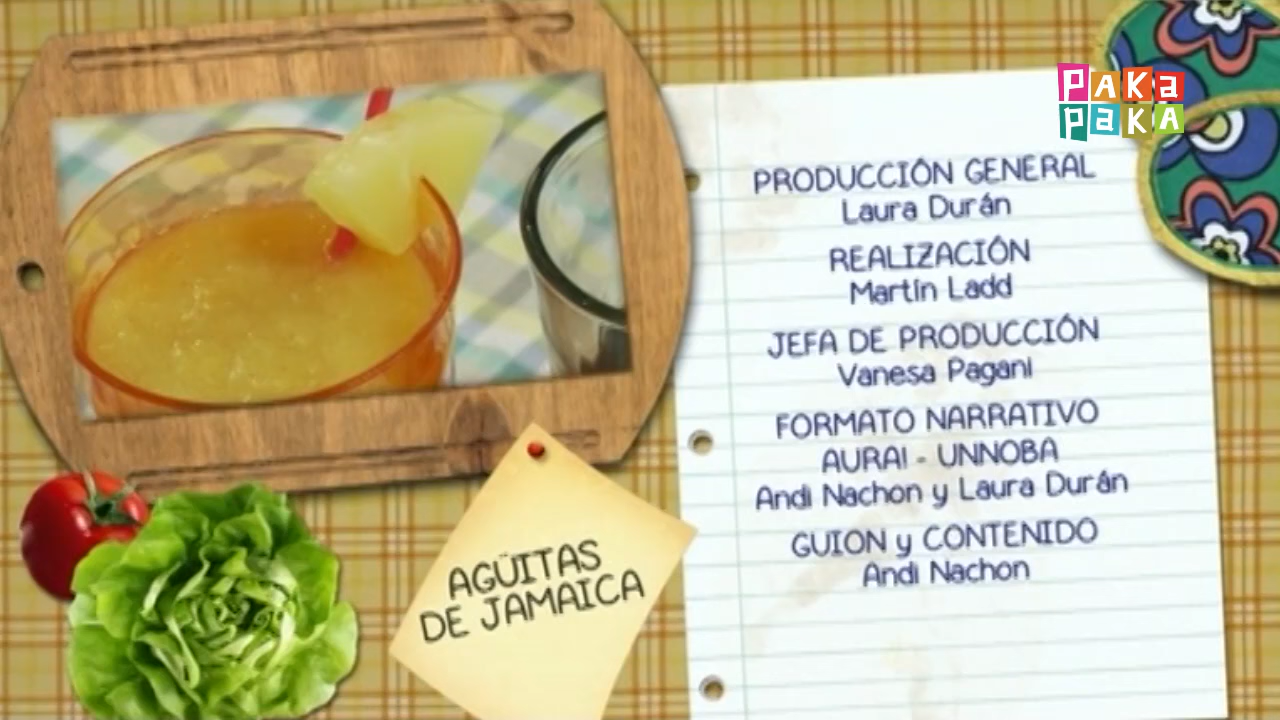 PAKa
PaKA
PRODUCCIÓN GENERAL
Laura Durán
REALIZACIÓN
Martín Ladd
JEFA DE PRODUCCIÓN
Vanesa Pagani
FORMATO NARRATIVO
AURA! - UNNOBA
Andi Nachon y Laura Durán
GUION y CONTENIDO
Andi Nachon
AGÜITAS
DE JAMAICA